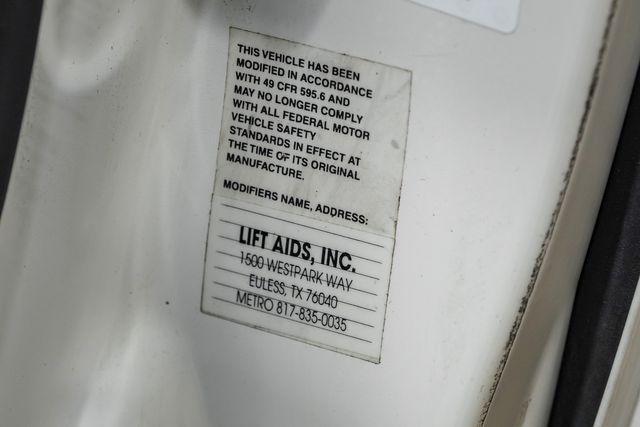 THIS VEHICLE HAS BEEN
MODIFIED IN ACCORDANCE
WITH 49 CFR 595.6 AND
MAY NO LONGER COMPLY
WITH ALL FEDERAL MOTOR
VEHICLE SAFETY
STANDARDS IN EFFECT AT
THE TIME OF ITS ORIGINAL
MANUFACTURE.
MODIFIERS NAME, ADDRESS:
LIFT AIDS, INC.
1500 WESTPARK WAY
EULESS, TX 76040
METRO 817-835-0035